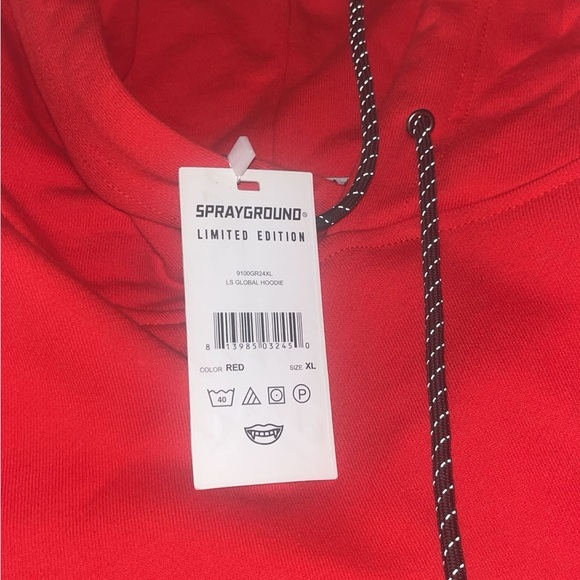 SPRAYGROUND®
LIMITED EDITION
9100GR24XL
LS GLOBAL HOODIE
8 13985 03245 0
COLOR RED SIZE XL
40 P